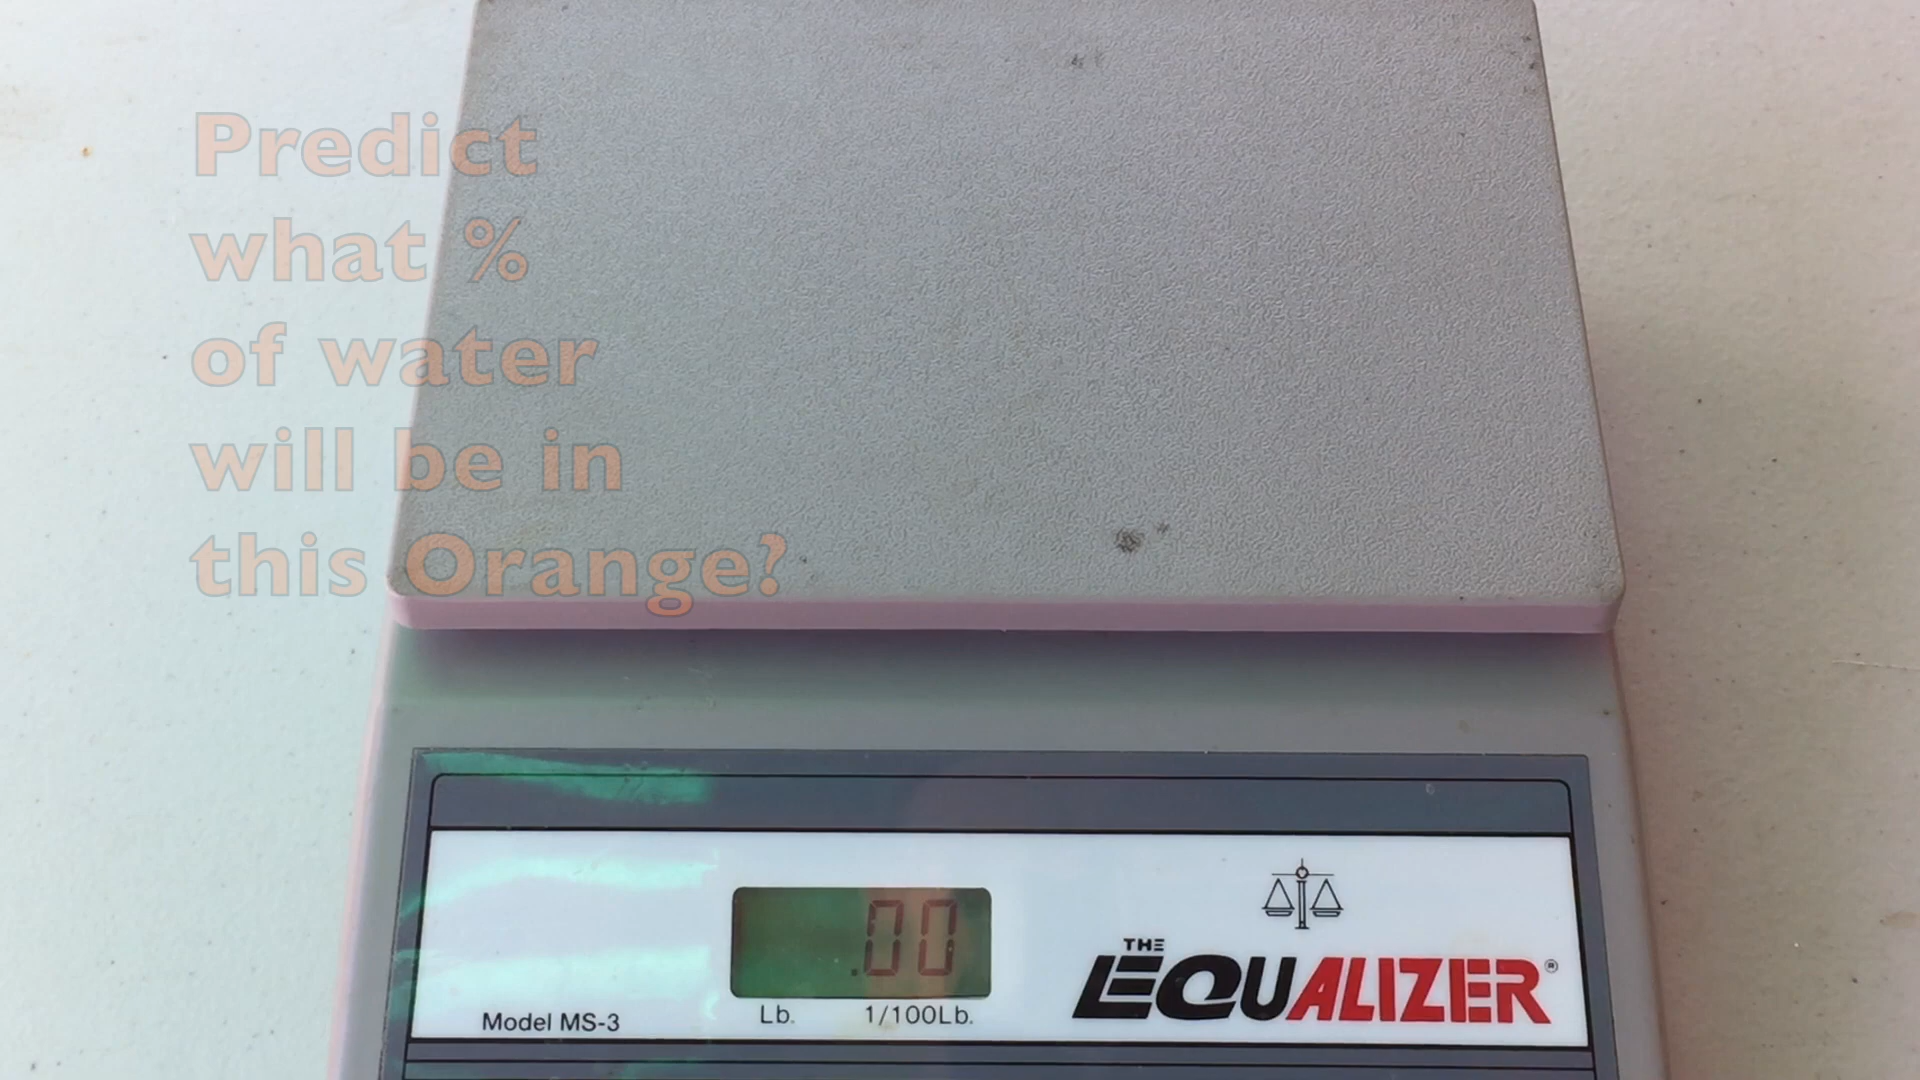 Predict
what %
of water
will be in
this Orange?
.00
Lb. 1/100Lb.
Model MS-3
THE
EQUALIZER®